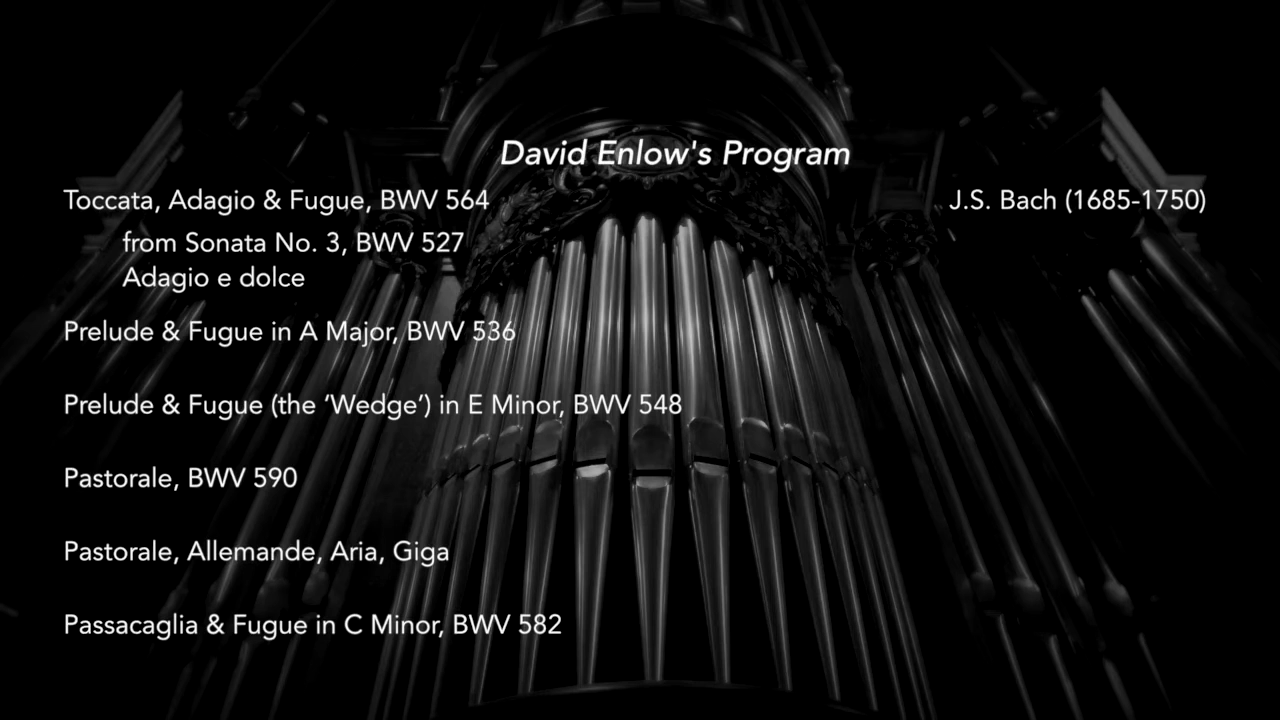 David Enlow's Program
Toccata, Adagio & Fugue, BWV 564 J.S. Bach (1685-1750)
from Sonata No. 3, BWV 527
Adagio e dolce
Prelude & Fugue in A Major, BWV 536
Prelude & Fugue (the ‘Wedge’) in E Minor, BWV 548
Pastorale, BWV 590
Pastorale, Allemande, Aria, Giga
Passacaglia & Fugue in C Minor, BWV 582